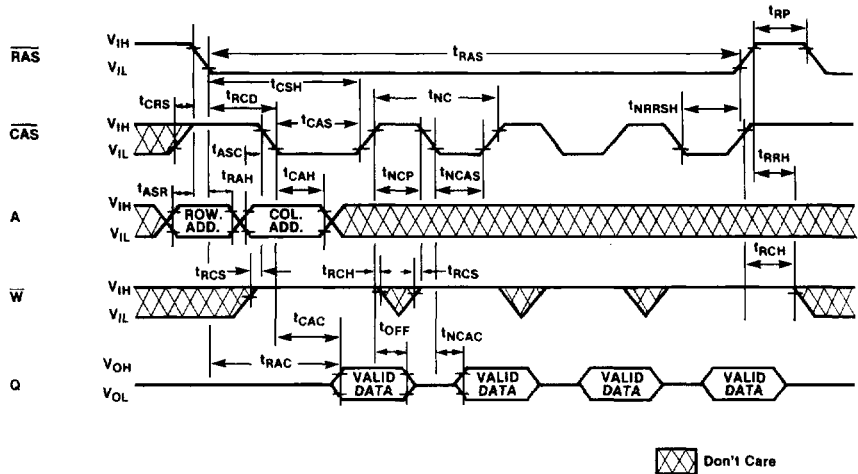 tRP
RAS
VIH
VIL
tRAS
tCSH
tCRS
tRCD
tNC
tNRRSH
CAS
VIH
VIL
tCAS
tASC
tRRH
tASR
tRAH
tCAH
tNCP
tNCAS
A
VIH
VIL
ROW. ADD.
COL. ADD.
tRCS
tRCH
tRCS
tRCH
W
VIH
VIL
tCAC
tOFF
tNCAC
tRAC
Q
VOH
VOL
VALID DATA
VALID DATA
VALID DATA
VALID DATA
Don't Care